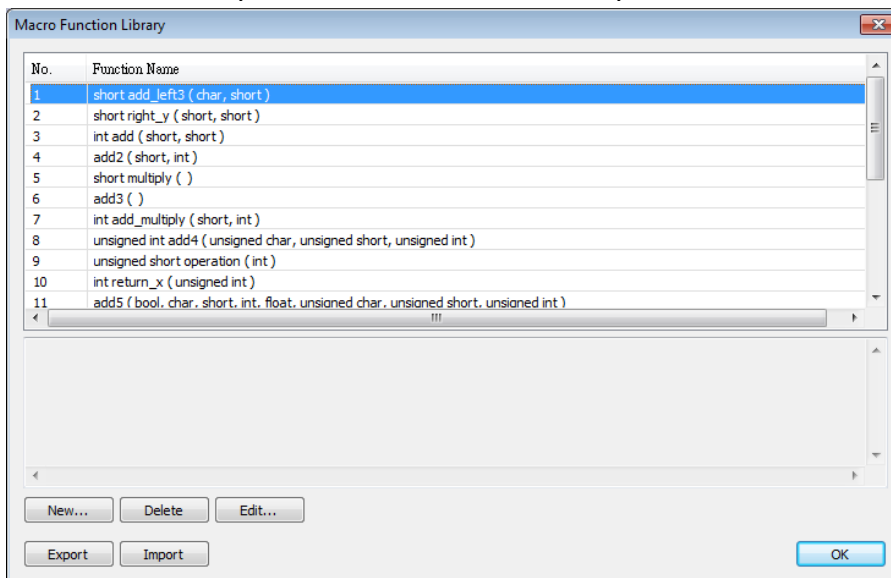 Macro Function Library
No. Function Name
1 short add_left3 ( char, short )
2 short right_y ( short, short )
3 int add ( short, short )
4 add2 ( short, int )
5 short multiply ( )
6 add3 ( )
7 int add_multiply ( short, int )
8 unsigned int add4 ( unsigned char, unsigned short, unsigned int )
9 unsigned short operation ( int )
10 int return_x ( unsigned int )
11 add5 ( bool, char, short, int, float, unsigned char, unsigned short, unsigned int )
New... Delete Edit...
Export Import OK